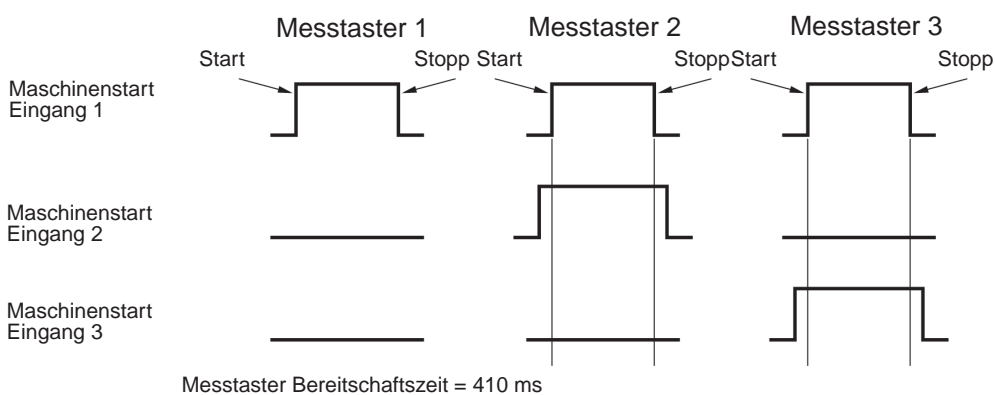 Messtaster 1 Messtaster 2 Messtaster 3
Start Stopp Start Stopp Start Stopp
Maschinenstart
Eingang 1
Maschinenstart
Eingang 2
Maschinenstart
Eingang 3
Messtaster Bereitschaftszeit = 410 ms